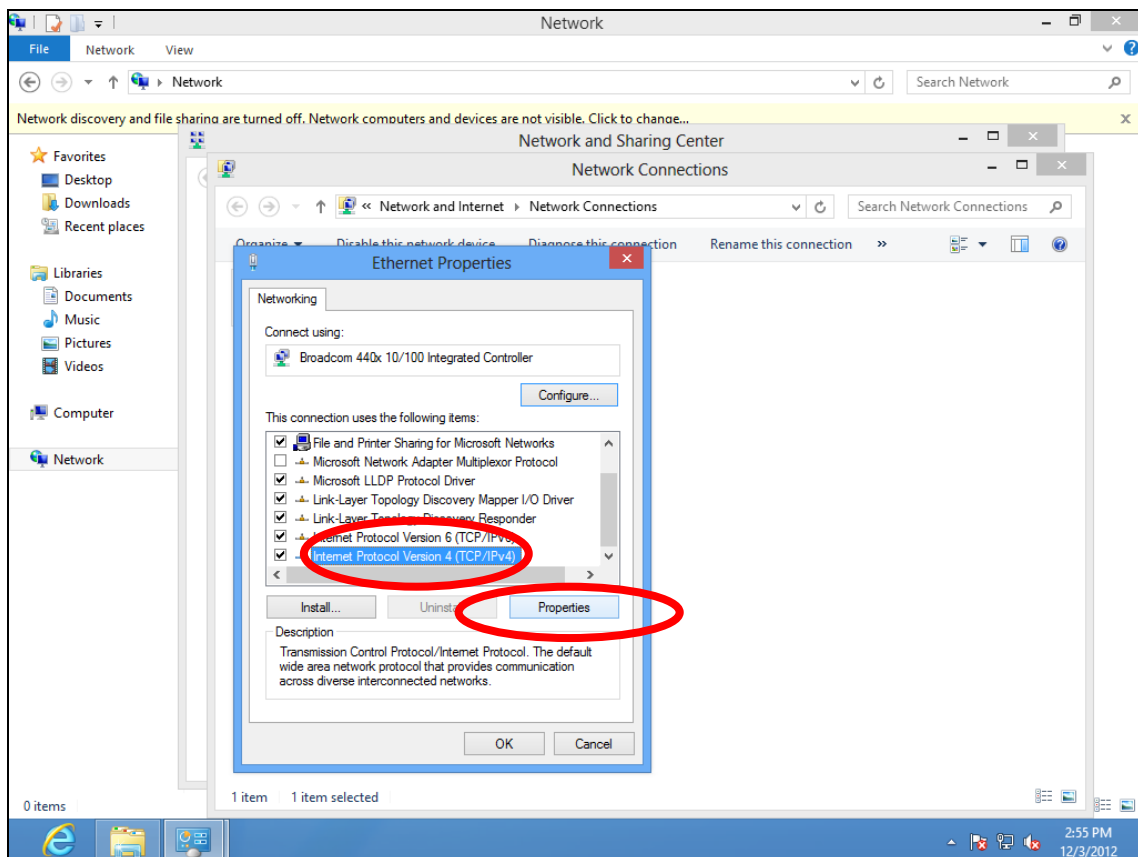 Network
File Network View
Network
Search Network
Network discovery and file sharing are turned off. Network computers and devices are not visible. Click to change...
Network and Sharing Center
Network Connections
Favorites
Desktop
Downloads
Recent places
Libraries
Documents
Music
Pictures
Videos
Computer
Network
« Network and Internet Network Connections
Search Network Connections
Organize Disable this network device Diagnose this connection Rename this connection »
Ethernet Properties
Networking
Connect using:
Broadcom 440x 10/100 Integrated Controller
Configure...
This connection uses the following items:
File and Printer Sharing for Microsoft Networks
Microsoft Network Adapter Multiplexor Protocol
Microsoft LLDP Protocol Driver
Link-Layer Topology Discovery Mapper I/O Driver
Link-Layer Topology Discovery Responder
Internet Protocol Version 6 (TCP/IPv6)
Internet Protocol Version 4 (TCP/IPv4)
Install... Properties
Description
Transmission Control Protocol/Internet Protocol. The default
wide area network protocol that provides communication
across diverse interconnected networks.
OK Cancel
1 item 1 item selected
0 items
2:55 PM
12/3/2012